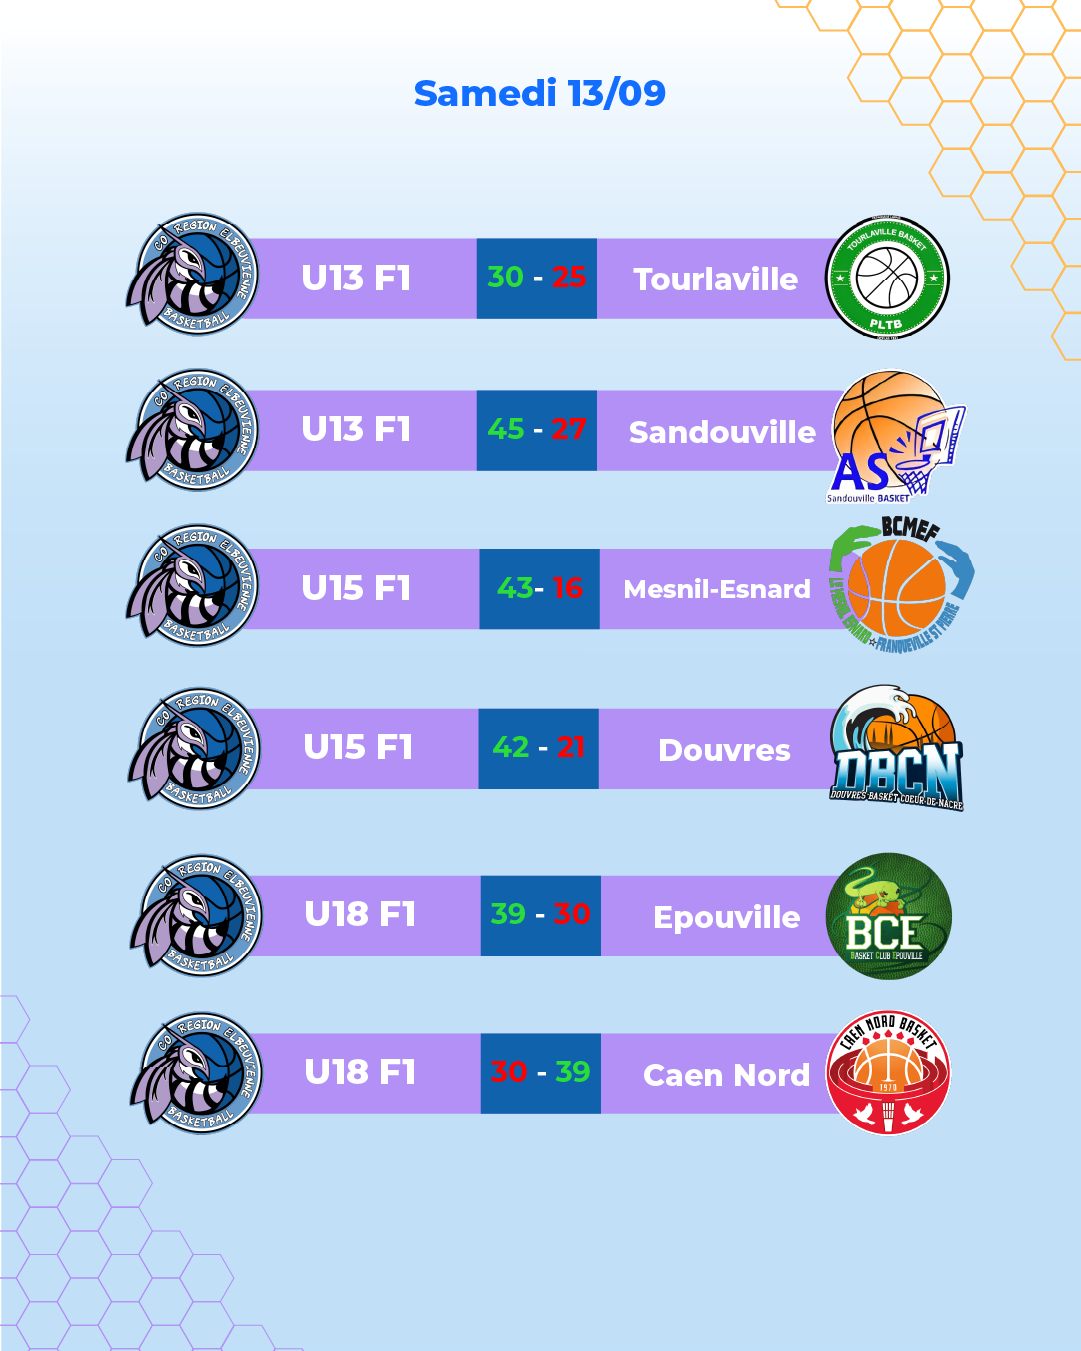 Samedi 13/09
CO REGION ELBEUVIENNE
BASKETBALL
U13 F1
30 - 25
Tourlaville
TOURLAVILLE BASKET
PLTB
CO REGION ELBEUVIENNE
BASKETBALL
U13 F1
45 - 27
Sandouville
AS
Sandouville BASKET
CO REGION ELBEUVIENNE
BASKETBALL
U15 F1
43- 16
Mesnil-Esnard
BCMEF
LE MESNIL ESNARD☆FRANQUEVILLE ST PIERRE
CO REGION ELBEUVIENNE
BASKETBALL
U15 F1
42 - 21
Douvres
DBCN
DOUVRES BASKET COEUR DE NACRE
CO REGION ELBEUVIENNE
BASKETBALL
U18 F1
39 - 30
Epouville
BCE
BASKET CLUB EPOUVILLE
CO REGION ELBEUVIENNE
BASKETBALL
U18 F1
30 - 39
Caen Nord
CAEN NORD BASKET
1970